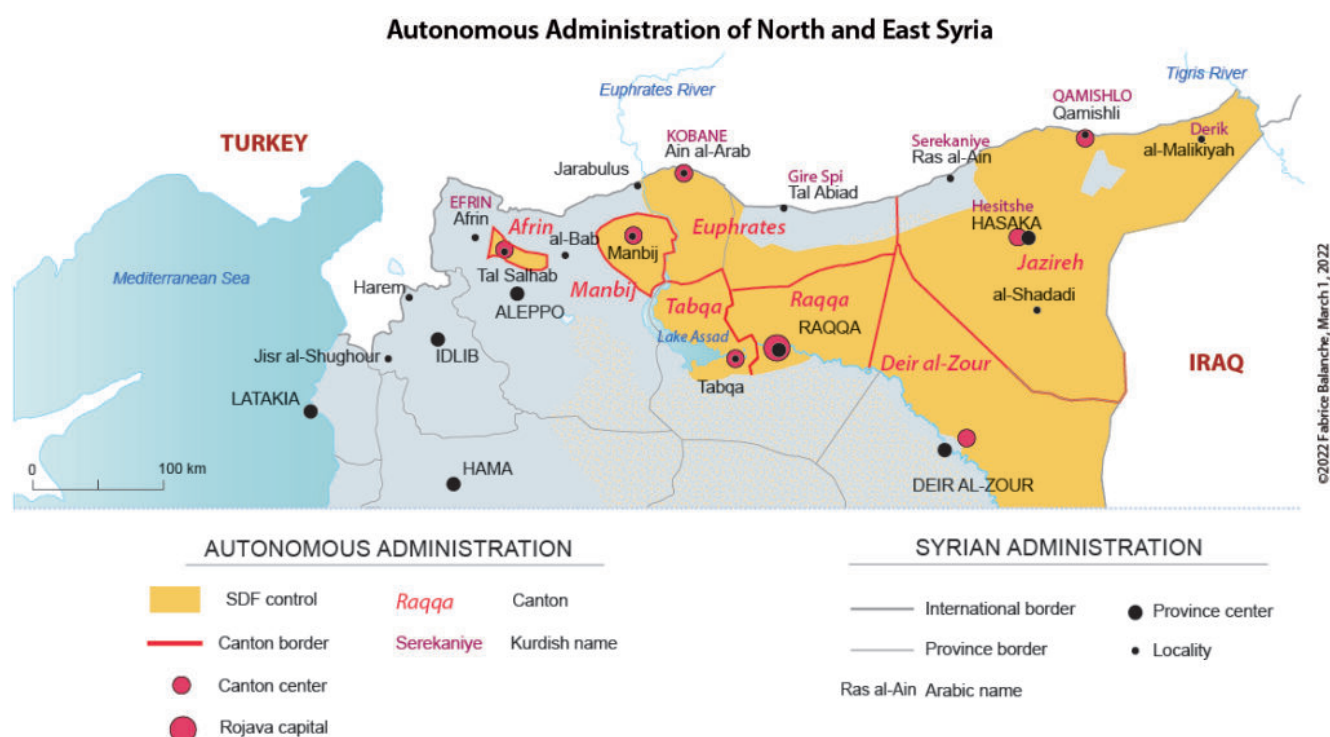 Autonomous Administration of North and East Syria
Tigris River
Euphrates River
QAMISHLO
Qamishli
TURKEY
KOBANE
Ain al-Arab
Serekaniye
Ras al-Ain
Derik
al-Malikiyah
Jarabulus
Gire Spi
Tal Abiad
EFRIN
Afrin
Afrin
al-Bab
Manbij
Euphrates
Hesitshe
HASAKA
Mediterranean Sea
Tal Salhab
Harem
ALEPPO
Manbij
Tabqa
Raqqa
Jazireh
al-Shadadi
Lake Assad
RAQQA
IDLIB
Jisr al-Shughour
Tabqa
Deir al-Zour
IRAQ
LATAKIA
0 100 km
HAMA
DEIR AL-ZOUR
©2022 Fabrice Balanche, March 1, 2022
AUTONOMOUS ADMINISTRATION
SDF control
Raqqa Canton
Canton border
Serekaniye Kurdish name
Canton center
Rojava capital
SYRIAN ADMINISTRATION
International border
Province center
Province border
Locality
Ras al-Ain Arabic name